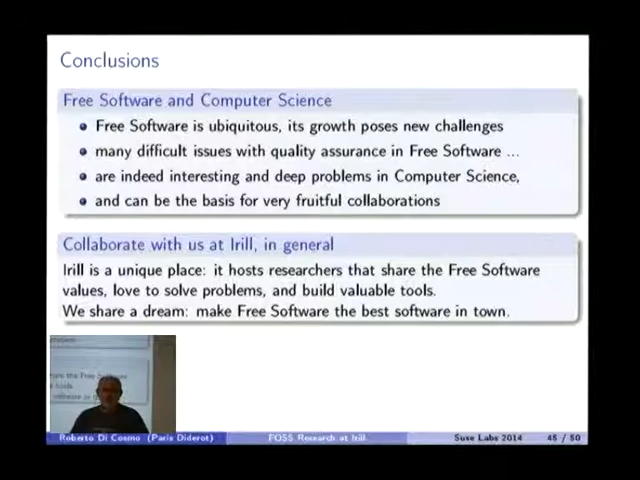 Conclusions
Free Software and Computer Science
Free Software is ubiquitous, its growth poses new challenges
many difficult issues with quality assurance in Free Software ...
are indeed interesting and deep problems in Computer Science,
and can be the basis for very fruitful collaborations
Collaborate with us at Irill, in general
Irill is a unique place: it hosts researchers that share the Free Software
values, love to solve problems, and build valuable tools.
We share a dream: make Free Software the best software in town.
Roberto Di Cosmo (Paris Diderot) FOSS Research at Irill Suse Labs 2014 45 / 50